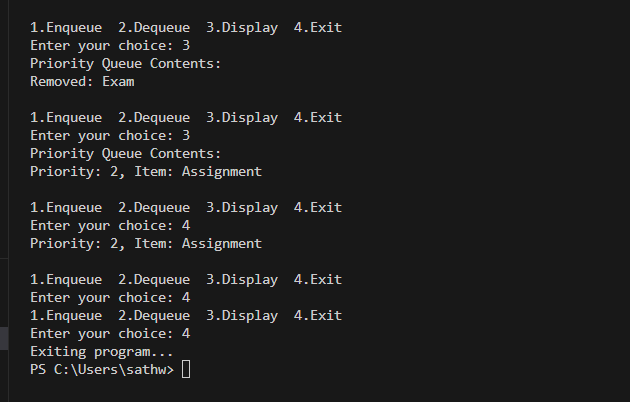 1.Enqueue  2.Dequeue  3.Display  4.Exit
Enter your choice: 3
Priority Queue Contents:
Removed: Exam
1.Enqueue  2.Dequeue  3.Display  4.Exit
Enter your choice: 3
Priority Queue Contents:
Priority: 2, Item: Assignment
1.Enqueue  2.Dequeue  3.Display  4.Exit
Enter your choice: 4
Priority: 2, Item: Assignment
1.Enqueue  2.Dequeue  3.Display  4.Exit
Enter your choice: 4
1.Enqueue  2.Dequeue  3.Display  4.Exit
Enter your choice: 4
Exiting program...
PS C:\Users\sathw>